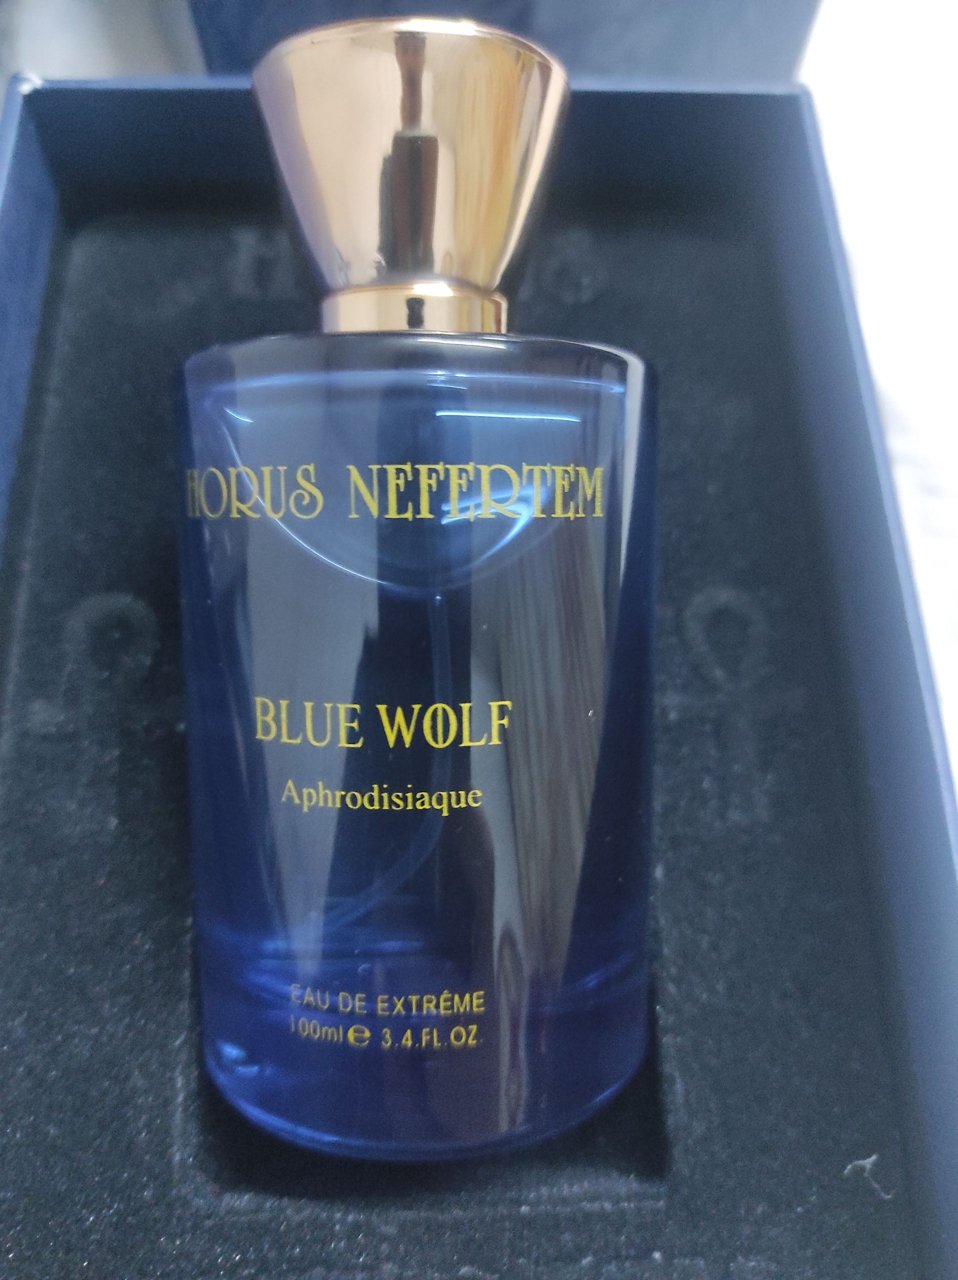 HORUS NEFERTEM
BLUE WOLF
Aphrodisiaque
EAU DE EXTRÊME
100ml e 3.4.FL.OZ.